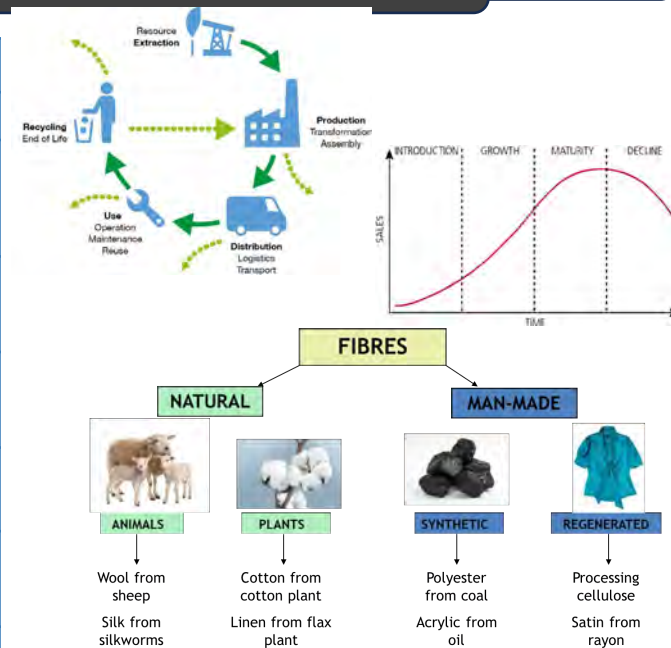 Resource
Extraction
Recycling
End of Life
Production
Transformation
Assembly
Use
Operation
Maintenance
Reuse
Distribution
Logistics
Transport
INTRODUCTION
GROWTH
MATURITY
DECLINE
SALES
TIME
FIBRES
NATURAL
MAN-MADE
ANIMALS
PLANTS
SYNTHETIC
REGENERATED
Wool from
sheep
Silk from
silkworms
Cotton from
cotton plant
Linen from flax
plant
Polyester
from coal
Acrylic from
oil
Processing
cellulose
Satin from
rayon